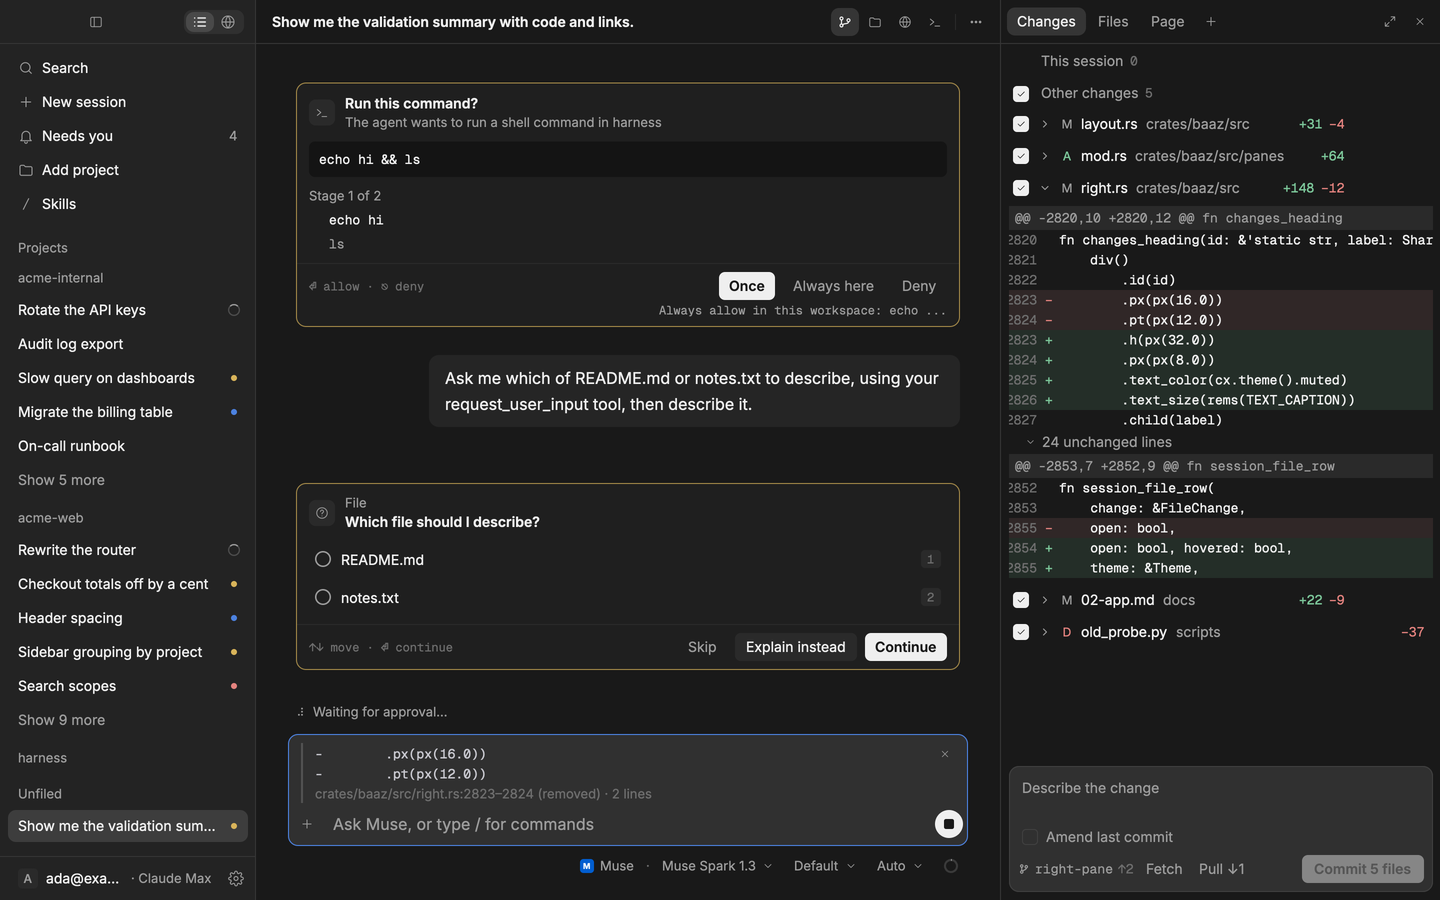 Search
New session
Needs you 4
Add project
Skills
Projects
acme-internal
Rotate the API keys
Audit log export
Slow query on dashboards
Migrate the billing table
On-call runbook
Show 5 more
acme-web
Rewrite the router
Checkout totals off by a cent
Header spacing
Sidebar grouping by project
Search scopes
Show 9 more
harness
Unfiled
Show me the validation sum...
A ada@exa... · Claude Max
Show me the validation summary with code and links.
Run this command?
The agent wants to run a shell command in harness
echo hi && ls
Stage 1 of 2
echo hi
ls
allow · deny
Once Always here Deny
Always allow in this workspace: echo ...
Ask me which of README.md or notes.txt to describe, using your
request_user_input tool, then describe it.
File
Which file should I describe?
README.md 1
notes.txt 2
↑↓ move · continue
Skip Explain instead Continue
Waiting for approval...
- .px(px(16.0))
- .pt(px(12.0))
crates/baaz/src/right.rs:2823–2824 (removed) · 2 lines
+ Ask Muse, or type / for commands
M Muse · Muse Spark 1.3 Default Auto
Changes Files Page +
This session 0
Other changes 5
M layout.rs crates/baaz/src +31 -4
A mod.rs crates/baaz/src/panes +64
M right.rs crates/baaz/src +148 -12
@@ -2820,10 +2820,12 @@ fn changes_heading
2820 fn changes_heading(id: &'static str, label: Shar
2821 div()
2822 .id(id)
2823 - .px(px(16.0))
2824 - .pt(px(12.0))
2823 + .h(px(32.0))
2824 + .px(px(8.0))
2825 + .text_color(cx.theme().muted)
2826 + .text_size(rems(TEXT_CAPTION))
2827 .child(label)
24 unchanged lines
@@ -2853,7 +2852,9 @@ fn session_file_row
2852 fn session_file_row(
2853 change: &FileChange,
2855 - open: bool,
2854 + open: bool, hovered: bool,
2855 + theme: &Theme,
M 02-app.md docs +22 -9
D old_probe.py scripts -37
Describe the change
Amend last commit
right-pane ↑2 Fetch Pull ↓1 Commit 5 files